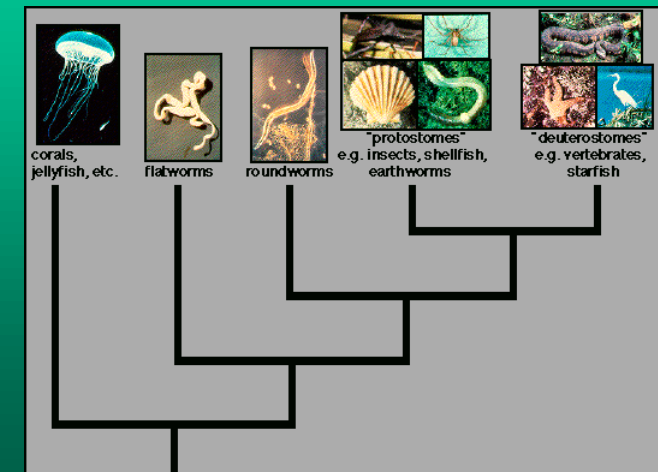 corals,
jellyfish, etc.
flatworms
roundworms
"protostomes"
e.g. insects, shellfish,
earthworms
"deuterostomes"
e.g. vertebrates,
starfish